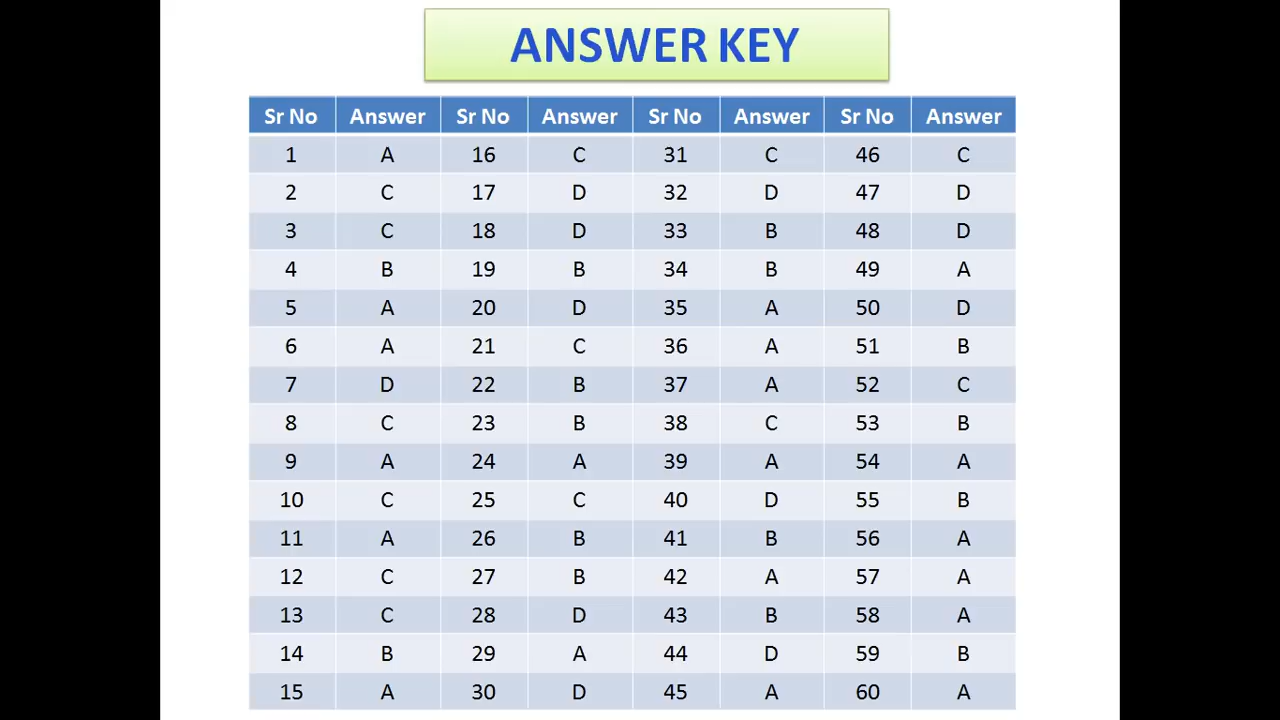 ANSWER KEY
Sr No Answer Sr No Answer Sr No Answer Sr No Answer
1 A 16 C 31 C 46 C
2 C 17 D 32 D 47 D
3 C 18 D 33 B 48 D
4 B 19 B 34 B 49 A
5 A 20 D 35 A 50 D
6 A 21 C 36 A 51 B
7 D 22 B 37 A 52 C
8 C 23 B 38 C 53 B
9 A 24 A 39 A 54 A
10 C 25 C 40 D 55 B
11 A 26 B 41 B 56 A
12 C 27 B 42 A 57 A
13 C 28 D 43 B 58 A
14 B 29 A 44 D 59 B
15 A 30 D 45 A 60 A